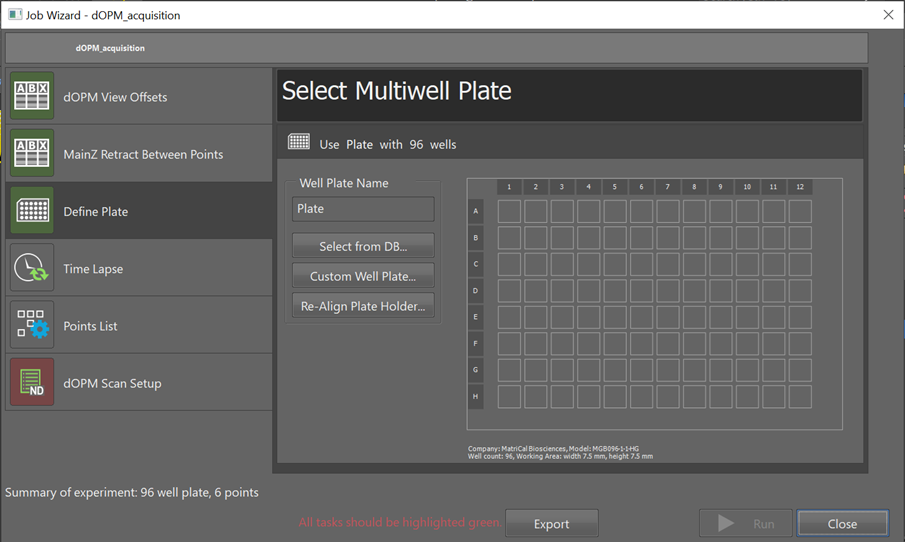 Job Wizard - dOPM_acquisition
dOPM_acquisition
ABX
dOPM View Offsets
ABX
MainZ Retract Between Points
Define Plate
Time Lapse
Points List
ND
dOPM Scan Setup
Select Multiwell Plate
Use Plate with 96 wells
Well Plate Name
Plate
Select from DB...
Custom Well Plate...
Re-Align Plate Holder...
1 2 3 4 5 6 7 8 9 10 11 12
A
B
C
D
E
F
G
H
Company: MatriCal Biosciences, Model: MGB096-1-1-HG
Well count: 96, Working Area: width 7.5 mm, height 7.5 mm
Summary of experiment: 96 well plate, 6 points
All tasks should be highlighted green.
Export
Run
Close